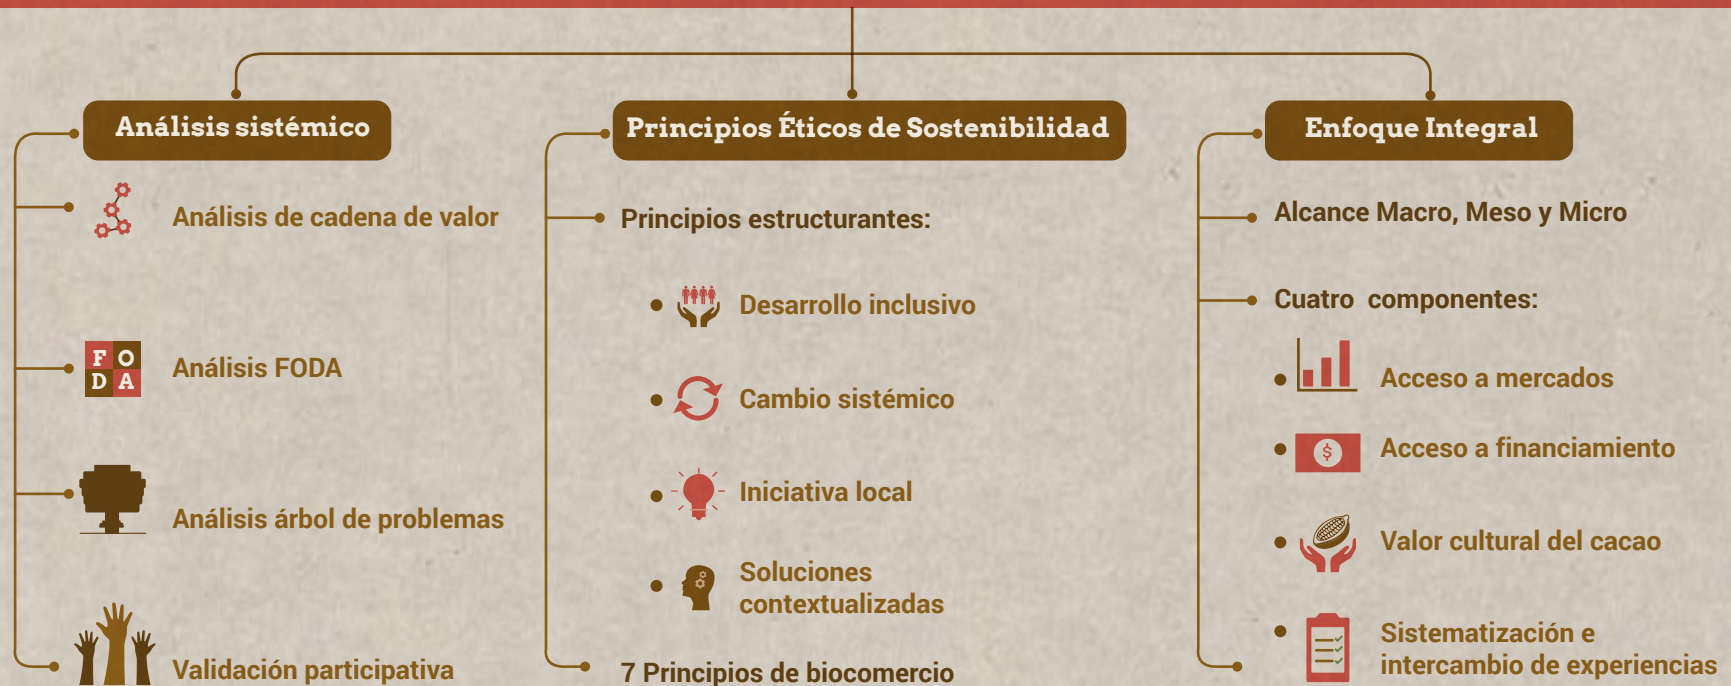 Análisis sistémico
Análisis de cadena de valor
F O
D A
Análisis FODA
Análisis árbol de problemas
Validación participativa
Principios Éticos de Sostenibilidad
Principios estructurantes:
Desarrollo inclusivo
Cambio sistémico
Iniciativa local
Soluciones
contextualizadas
7 Principios de biocomercio
Enfoque Integral
Alcance Macro, Meso y Micro
Cuatro componentes:
Acceso a mercados
$
Acceso a financiamiento
Valor cultural del cacao
Sistematización e
intercambio de experiencias